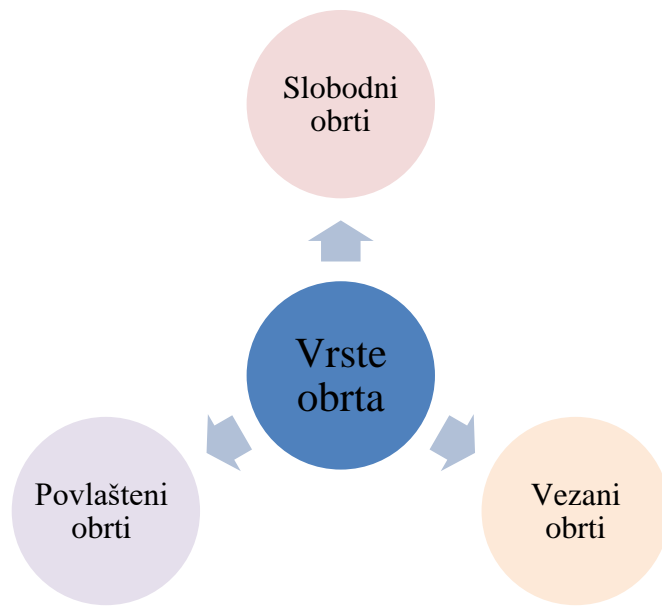 Slobodni
obrti
Vrste
obrta
Povlašteni
obrti
Vezani
obrti